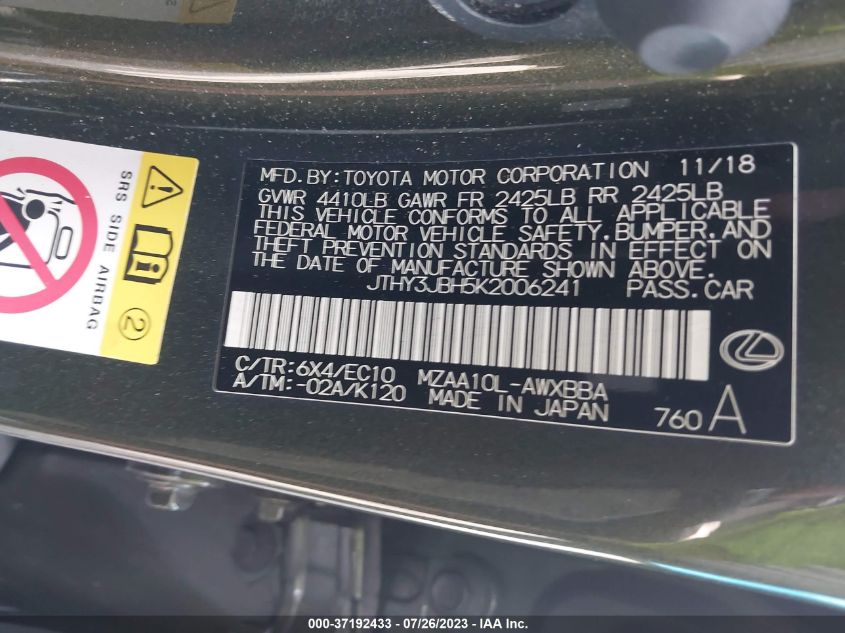 MFD.BY:TOYOTA MOTOR CORPORATION 11/18
GVWR 4410LB GAWR FR 2425LB RR 2425LB
THIS VEHICLE CONFORMS TO ALL APPLICABLE
FEDERAL MOTOR VEHICLE SAFETY.BUMPER.AND
THEFT PREVENTION STANDARDS IN EFFECT ON
THE DATE OF MANUFACTURE SHOWN ABOVE.
JTHY3JBH5K2006241 PASS.CAR
C/TR:6X4/EC10 MZAA10L-AWXBBA
A/TM:-02A/K120 MADE IN JAPAN 760 A
SRS SIDE AIRBAG
2
000-37192433 - 07/26/2023 - IAA Inc.